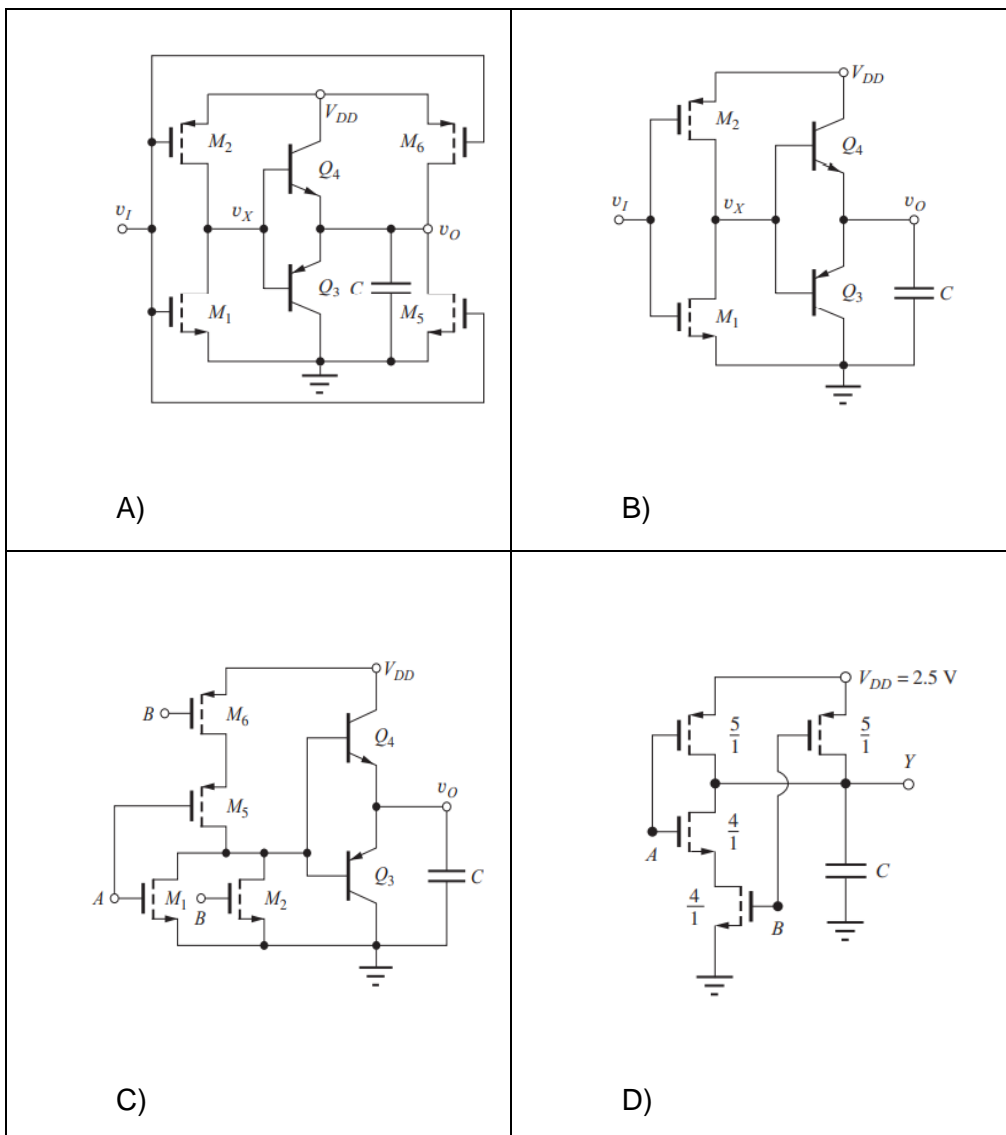 V_DD
M_2
M_6
Q_4
v_I
v_X
v_O
M_1
Q_3
C
M_5
A)
V_DD
M_2
Q_4
v_I
v_X
v_O
M_1
Q_3
C
B)
V_DD
B
M_6
Q_4
v_O
M_5
A
M_1
B
M_2
Q_3
C
C)
V_DD = 2.5 V
5/1
5/1
Y
A
4/1
C
4/1
B
D)